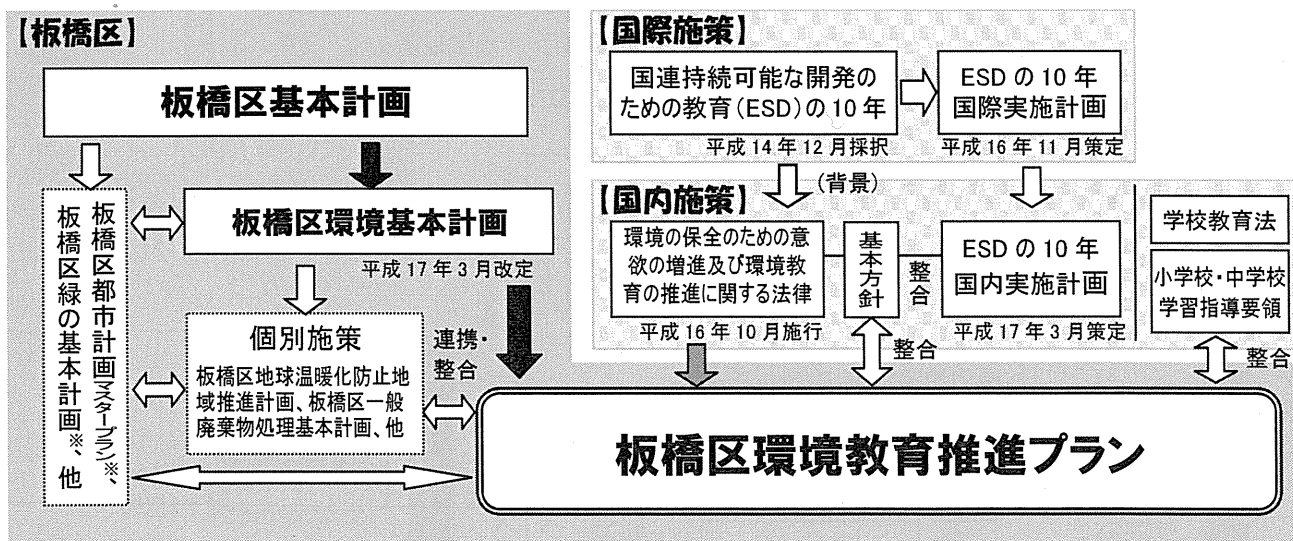 【板橋区】
板橋区基本計画
板橋区環境基本計画
平成17年3月改定
板橋区都市計画マスタープラン※、
板橋区緑の基本計画※、他
個別施策
板橋区地球温暖化防止地
域推進計画、板橋区一般
廃棄物処理基本計画、他
連携・
整合
【国際施策】
国連持続可能な開発の
ための教育(ESD)の10年
平成14年12月採択
ESDの10年
国際実施計画
平成16年11月策定
(背景)
【国内施策】
環境の保全のための意
欲の増進及び環境教
育の推進に関する法律
平成16年10月施行
基本方針
整合
ESDの10年
国内実施計画
平成17年3月策定
学校教育法
小学校・中学校
学習指導要領
整合
整合
板橋区環境教育推進プラン